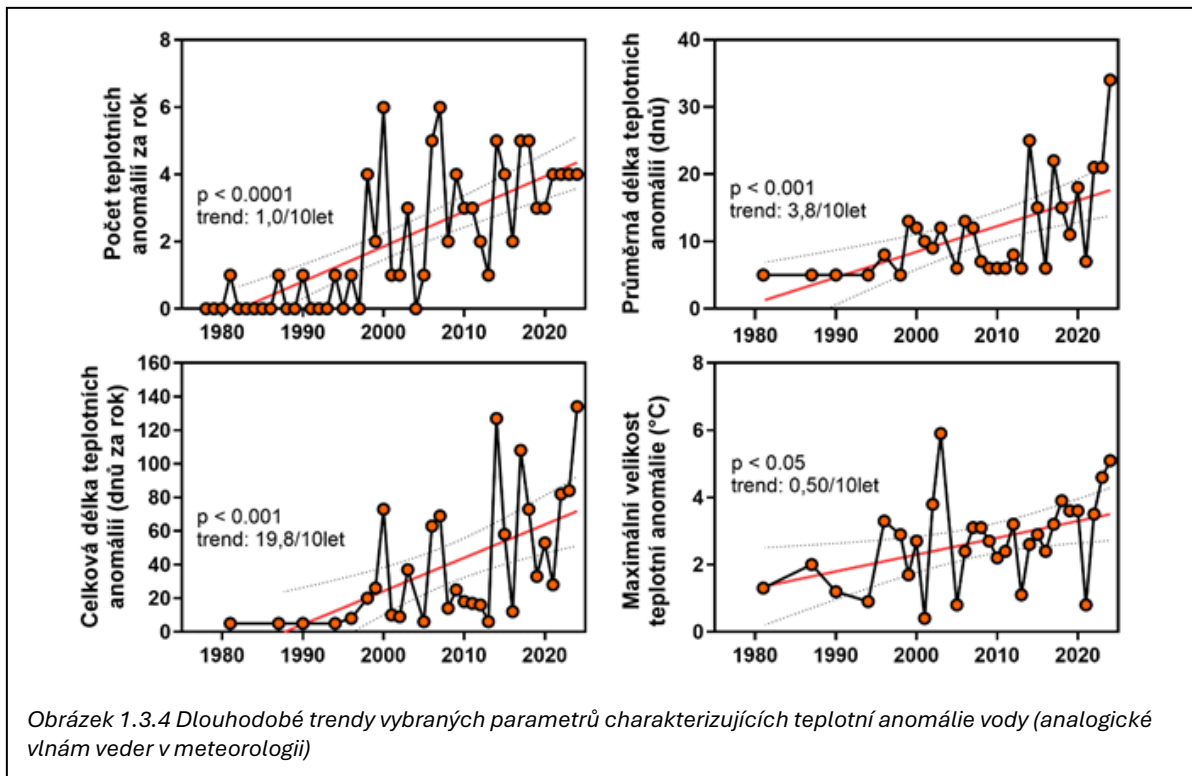 Počet teplotních
anomálií za rok
8
6
4
2
0
p < 0.0001
trend: 1,0/10let
1980 1990 2000 2010 2020
Průměrná délka teplotních
anomálií (dnů)
40
30
20
10
0
p < 0.001
trend: 3,8/10let
1980 1990 2000 2010 2020
Celková délka teplotních
anomálií (dnů za rok)
160
140
120
100
80
60
40
20
0
p < 0.001
trend: 19,8/10let
1980 1990 2000 2010 2020
Maximální velikost
teplotní anomálie (°C)
8
6
4
2
0
p < 0.05
trend: 0,50/10let
1980 1990 2000 2010 2020
Obrázek 1.3.4 Dlouhodobé trendy vybraných parametrů charakterizujících teplotní anomálie vody (analogické
vlnám veder v meteorologii)